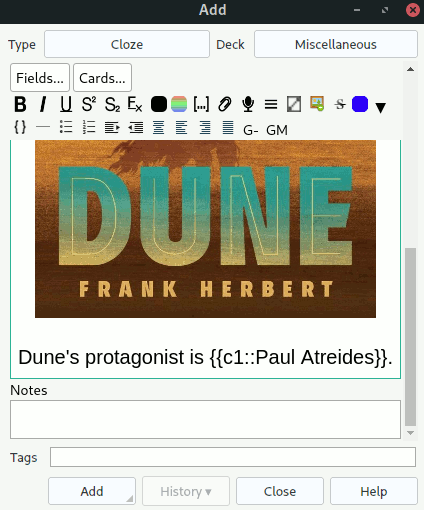 Add
Type Cloze Deck Miscellaneous
Fields... Cards...
B I U S² S₂ Eₓ [...] S
{} G- GM
DUNE
FRANK HERBERT
Dune's protagonist is {{c1::Paul Atreides}}.
Notes
Tags
Add History ▾ Close Help